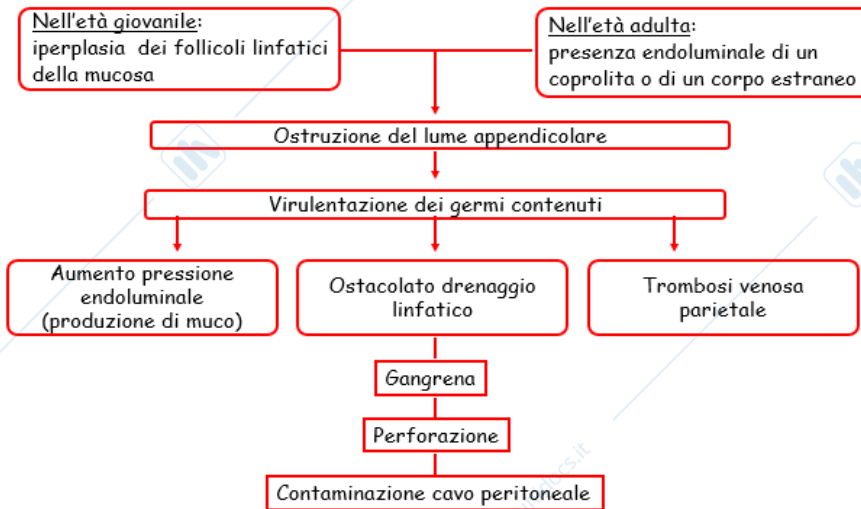 Nell'età giovanile:
iperplasia dei follicoli linfatici
della mucosa
Nell'età adulta:
presenza endoluminale di un
coprolita o di un corpo estraneo
Ostruzione del lume appendicolare
Virulentazione dei germi contenuti
Aumento pressione
endoluminale
(produzione di muco)
Ostacolato drenaggio
linfatico
Trombosi venosa
parietale
Gangrena
Perforazione
Contaminazione cavo peritoneale